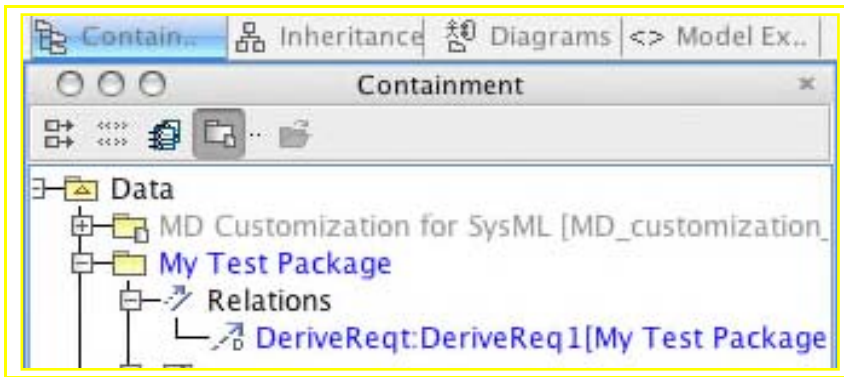 Contain.. Inheritance Diagrams <> Model Ex..
Containment
Data
MD Customization for SysML [MD_customization_
My Test Package
Relations
DeriveReqt:DeriveReq1[My Test Package